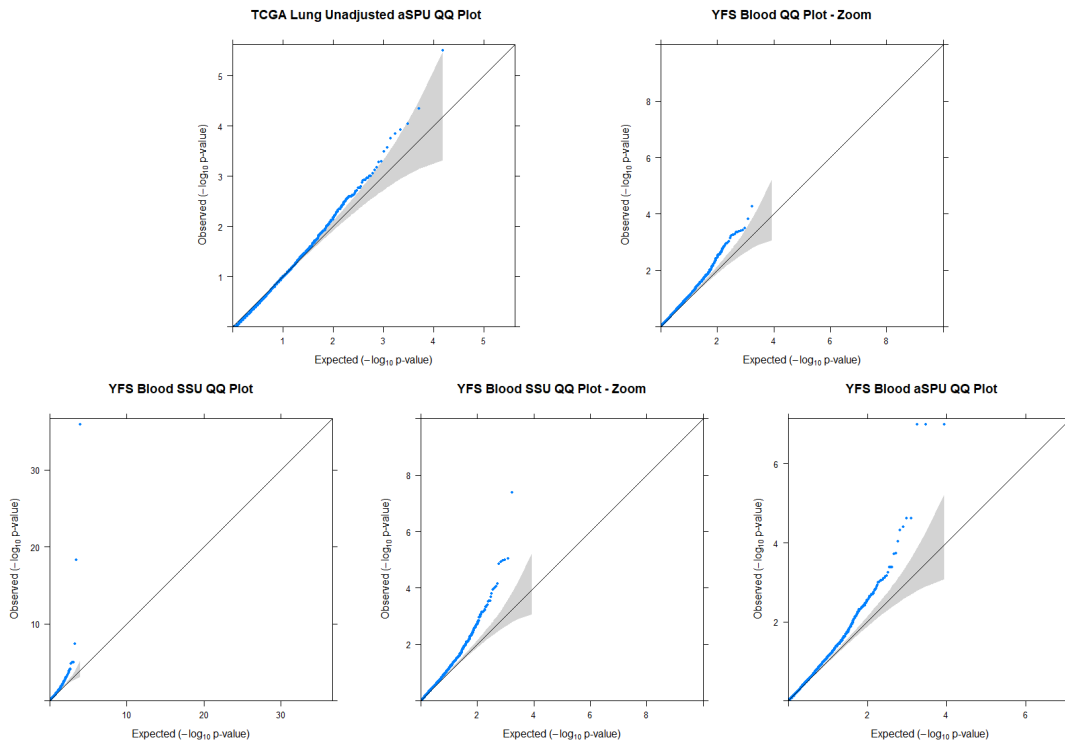 TCGA Lung Unadjusted aSPU QQ Plot
Observed (−log10 p-value)
5
4
3
2
1
1 2 3 4 5
Expected (−log10 p-value)
YFS Blood QQ Plot - Zoom
Observed (−log10 p-value)
8
6
4
2
2 4 6 8
Expected (−log10 p-value)
YFS Blood SSU QQ Plot
Observed (−log10 p-value)
30
20
10
10 20 30
Expected (−log10 p-value)
YFS Blood SSU QQ Plot - Zoom
Observed (−log10 p-value)
8
6
4
2
2 4 6 8
Expected (−log10 p-value)
YFS Blood aSPU QQ Plot
Observed (−log10 p-value)
6
4
2
2 4 6
Expected (−log10 p-value)